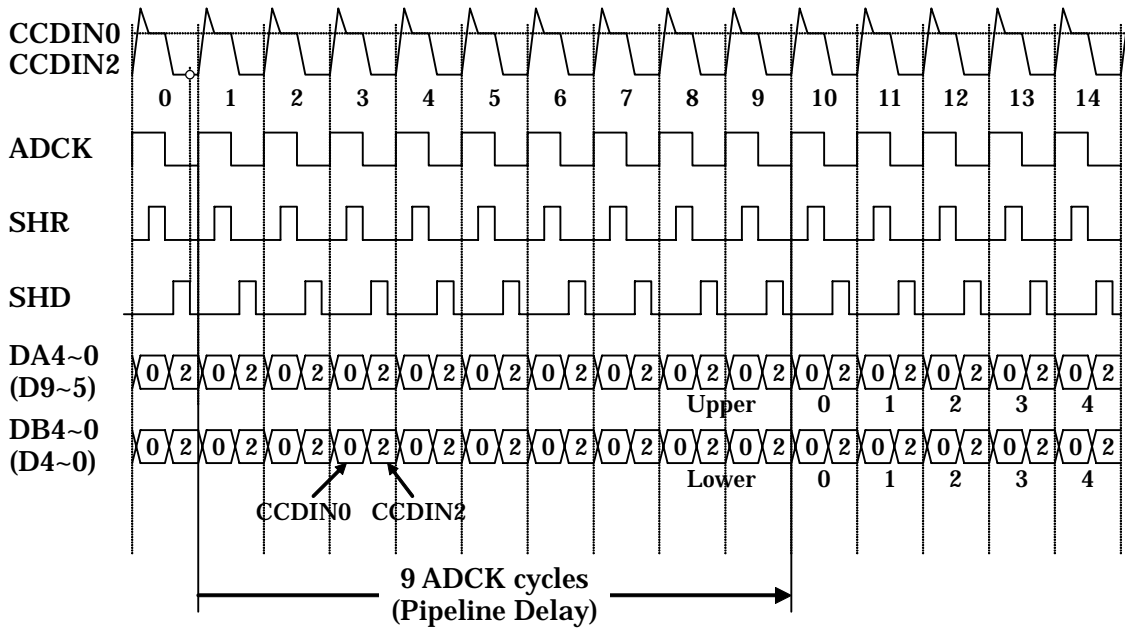 CCDIN0
CCDIN2
0 1 2 3 4 5 6 7 8 9 10 11 12 13 14
ADCK
SHR
SHD
DA4~0
(D9~5)
0 2 0 2 0 2 0 2 0 2 0 2 0 2 0 2 0 2 0 2 0 2 0 2 0 2 0 2 0 2
Upper 0 1 2 3 4
DB4~0
(D4~0)
0 2 0 2 0 2 0 2 0 2 0 2 0 2 0 2 0 2 0 2 0 2 0 2 0 2 0 2 0 2
Lower 0 1 2 3 4
CCDIN0 CCDIN2
9 ADCK cycles
(Pipeline Delay)